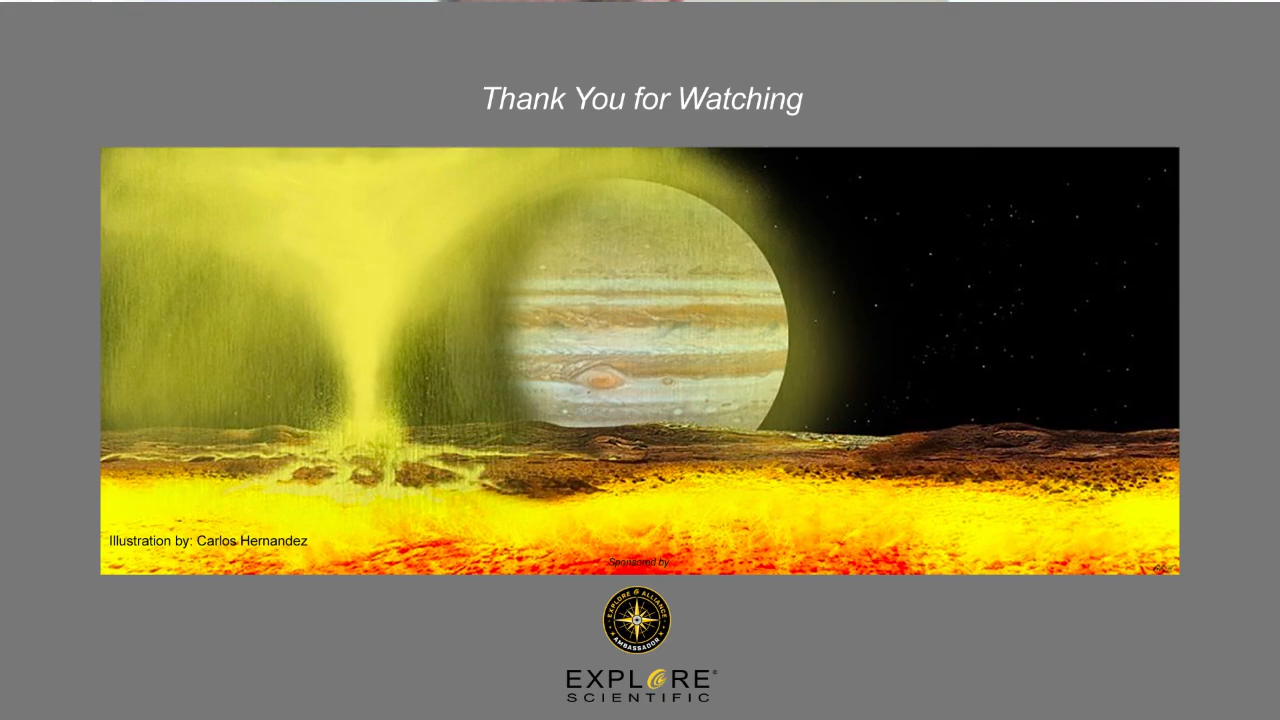 Thank You for Watching
Illustration by: Carlos Hernandez
Sponsored by
EXPLORE ALLIANCE
AMBASSADOR
EXPLORE®
SCIENTIFIC